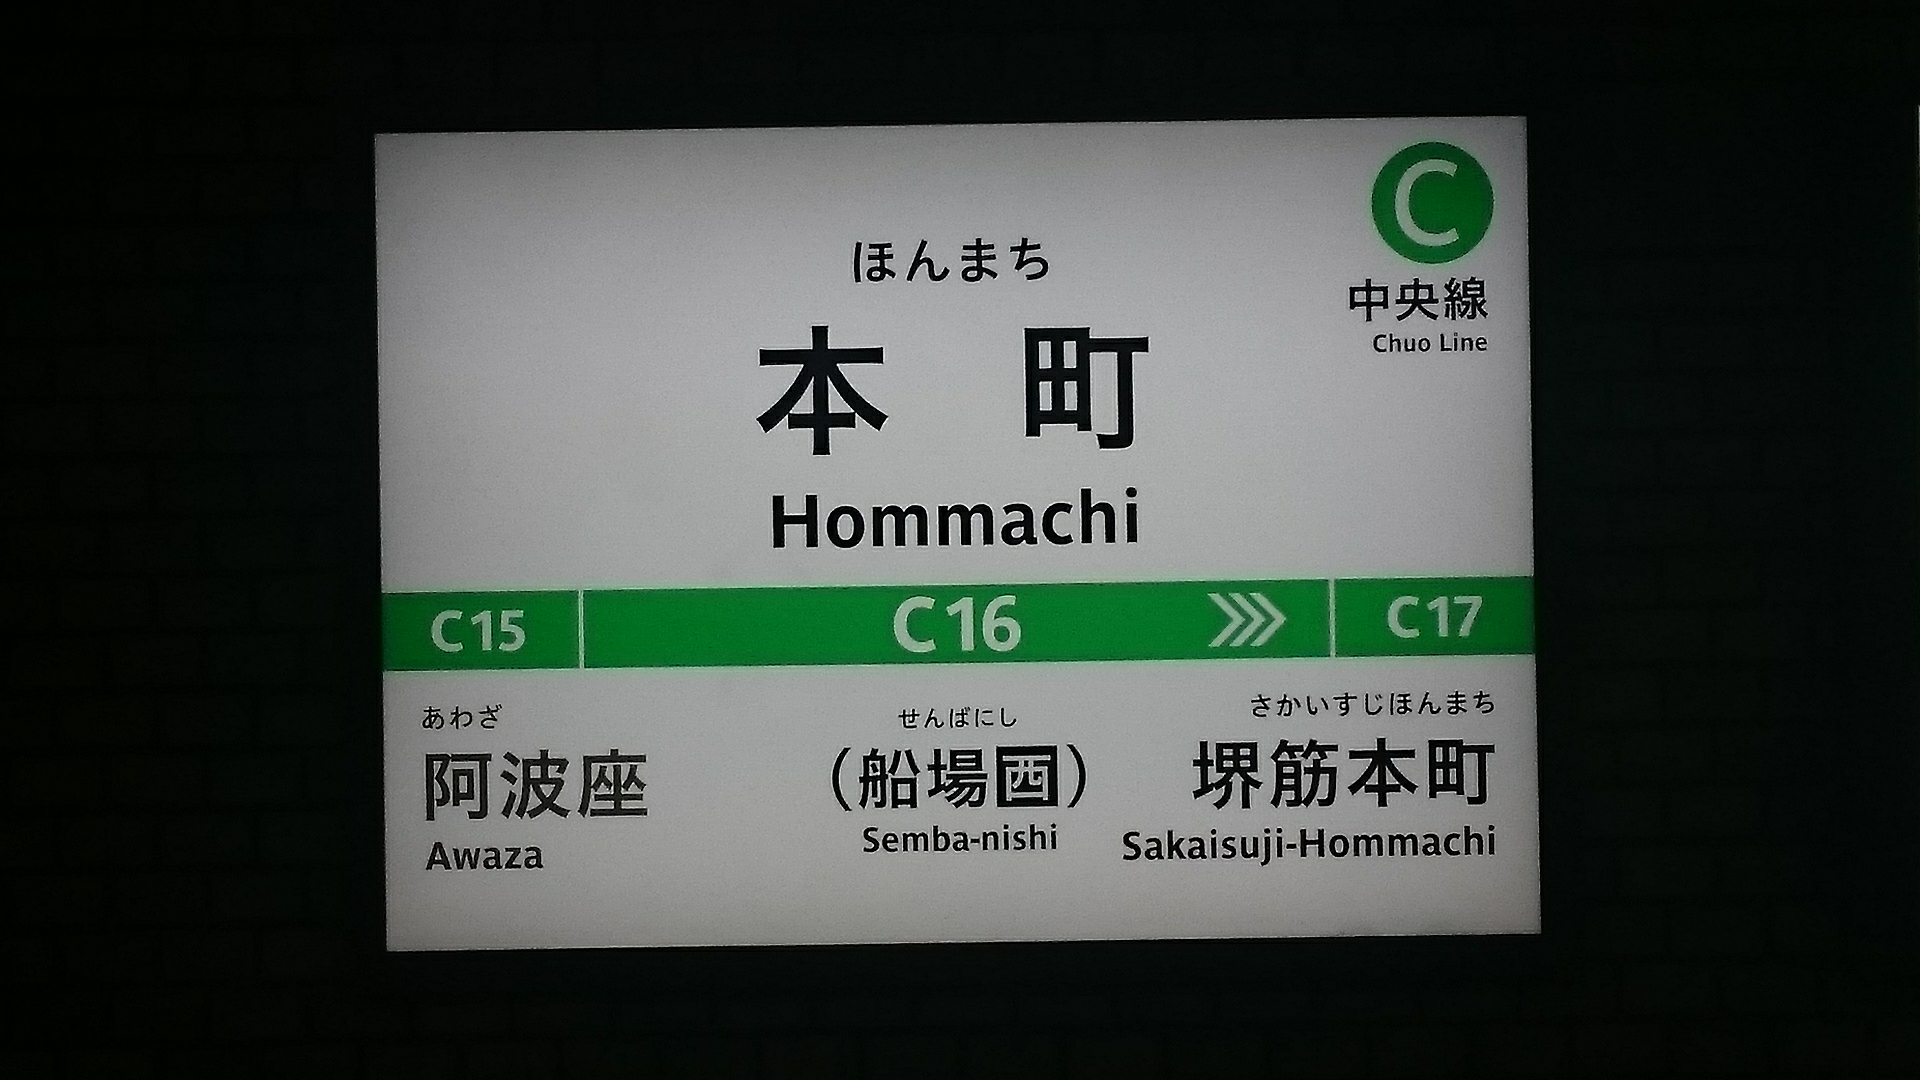 C
中央線
Chuo Line
ほんまち
本町
Hommachi
C15
C16
C17
あわざ
阿波座
Awaza
せんばにし
（船場西）
Semba-nishi
さかいすじほんまち
堺筋本町
Sakaisuji-Hommachi